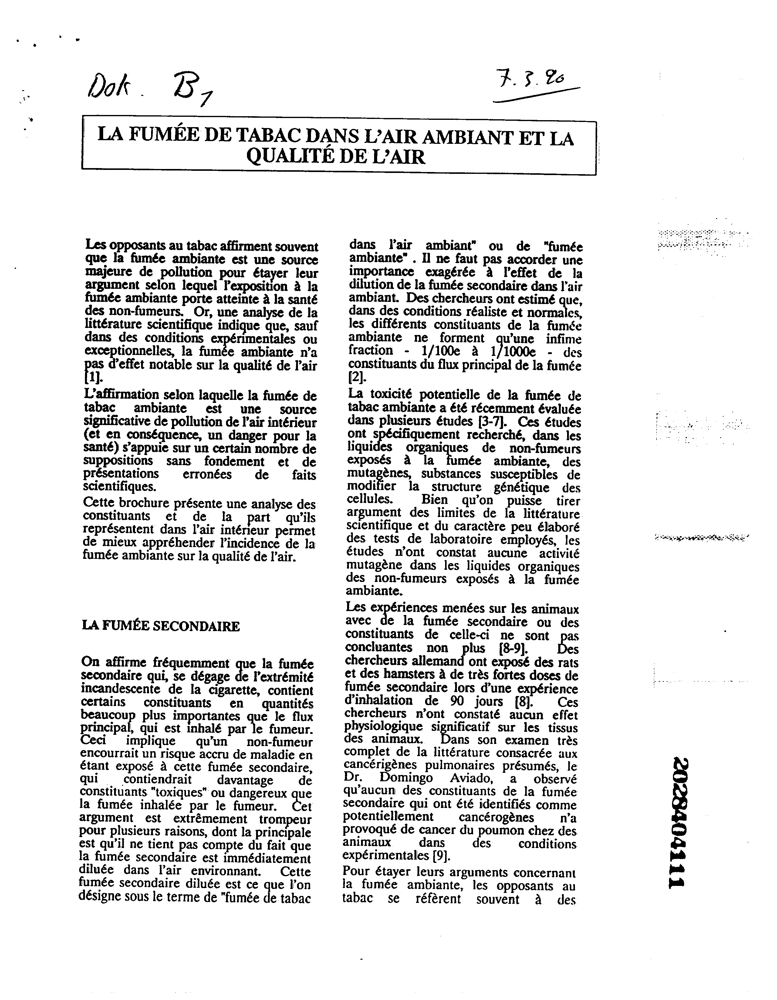 Dok. B1
7.3.90
LA FUMÉE DE TABAC DANS L'AIR AMBIANT ET LA
QUALITÉ DE L'AIR
Les opposants au tabac affirment souvent
que la fumée ambiante est une source
majeure de pollution pour étayer leur
argument selon lequel l'exposition à la
fumée ambiante porte atteinte à la santé
des non-fumeurs. Or, une analyse de la
littérature scientifique indique que, sauf
dans des conditions expérimentales ou
exceptionnelles, la fumée ambiante n'a
pas d'effet notable sur la qualité de l'air
[1].
L'affirmation selon laquelle la fumée de
tabac ambiante est une source
significative de pollution de l'air intérieur
(et en conséquence, un danger pour la
santé) s'appuie sur un certain nombre de
suppositions sans fondement et de
présentations erronées de faits
scientifiques.
Cette brochure présente une analyse des
constituants et de la part qu'ils
représentent dans l'air intérieur permet
de mieux appréhender l'incidence de la
fumée ambiante sur la qualité de l'air.
LA FUMÉE SECONDAIRE
On affirme fréquemment que la fumée
secondaire qui, se dégage de l'extrémité
incandescente de la cigarette, contient
certains constituants en quantités
beaucoup plus importantes que le flux
principal, qui est inhalé par le fumeur.
Ceci implique qu'un non-fumeur
encourrait un risque accru de maladie en
étant exposé à cette fumée secondaire,
qui contiendrait davantage de
constituants "toxiques" ou dangereux que
la fumée inhalée par le fumeur. Cet
argument est extrêmement trompeur
pour plusieurs raisons, dont la principale
est qu'il ne tient pas compte du fait que
la fumée secondaire est immédiatement
diluée dans l'air environnant. Cette
fumée secondaire diluée est ce que l'on
désigne sous le terme de "fumée de tabac
dans l'air ambiant" ou de "fumée
ambiante" . Il ne faut pas accorder une
importance exagérée à l'effet de la
dilution de la fumée secondaire dans l'air
ambiant. Des chercheurs ont estimé que,
dans des conditions réaliste et normales,
les différents constituants de la fumée
ambiante ne forment qu'une infime
fraction - 1/100e à 1/1000e - des
constituants du flux principal de la fumée
[2].
La toxicité potentielle de la fumée de
tabac ambiante a été récemment évaluée
dans plusieurs études [3-7]. Ces études
ont spécifiquement recherché, dans les
liquides organiques de non-fumeurs
exposés à la fumée ambiante, des
mutagènes, substances susceptibles de
modifier la structure génétique des
cellules. Bien qu'on puisse tirer
argument des limites de la littérature
scientifique et du caractère peu élaboré
des tests de laboratoire employés, les
études n'ont constat aucune activité
mutagène dans les liquides organiques
des non-fumeurs exposés à la fumée
ambiante.
Les expériences menées sur les animaux
avec de la fumée secondaire ou des
constituants de celle-ci ne sont pas
concluantes non plus [8-9]. Des
chercheurs allemand ont exposé des rats
et des hamsters à de très fortes doses de
fumée secondaire lors d'une expérience
d'inhalation de 90 jours [8]. Ces
chercheurs n'ont constaté aucun effet
physiologique significatif sur les tissus
des animaux. Dans son examen très
complet de la littérature consacrée aux
cancérigènes pulmonaires présumés, le
Dr. Domingo Aviado, a observé
qu'aucun des constituants de la fumée
secondaire qui ont été identifiés comme
potentiellement cancérogènes n'a
provoqué de cancer du poumon chez des
animaux dans des conditions
expérimentales [9].
Pour étayer leurs arguments concernant
la fumée ambiante, les opposants au
tabac se réfèrent souvent à des
2028404111